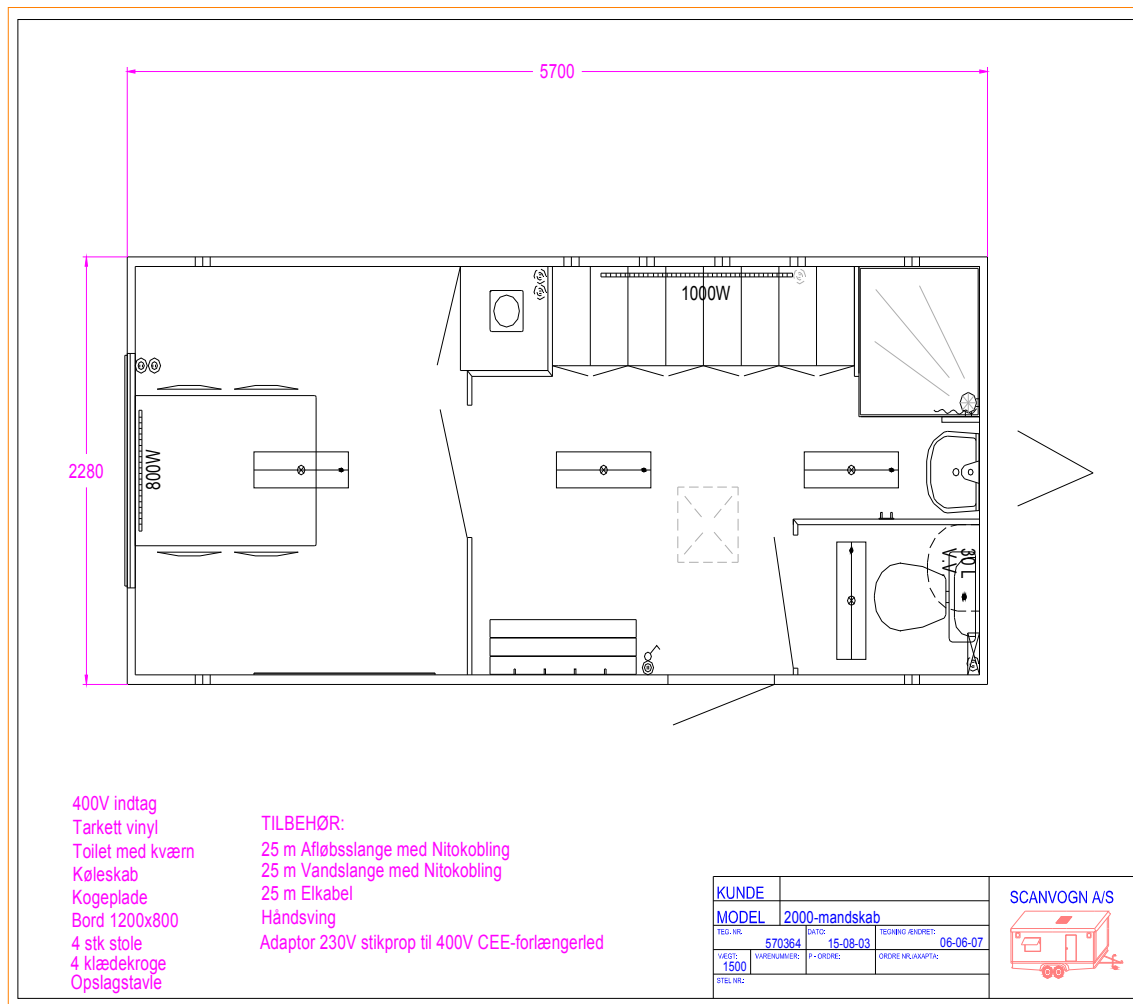 5700
1000W
2280
800W
30 L
400V indtag
Tarkett vinyl
Toilet med kværn
Køleskab
Kogeplade
Bord 1200x800
4 stk stole
4 klædekroge
Opslagstavle
TILBEHØR:
25 m Afløbsslange med Nitokobling
25 m Vandslange med Nitokobling
25 m Elkabel
Håndsving
Adaptor 230V stikprop til 400V CEE-forlængerled
KUNDE
MODEL 2000-mandskab
TEG. NR. 570364 DATO: 15-08-03 TEGNING ÆNDRET: 06-06-07
VÆGT: 1500 VARENUMMER: P - ORDRE: ORDRE NR./AXAPTA:
STEL NR.:
SCANVOGN A/S